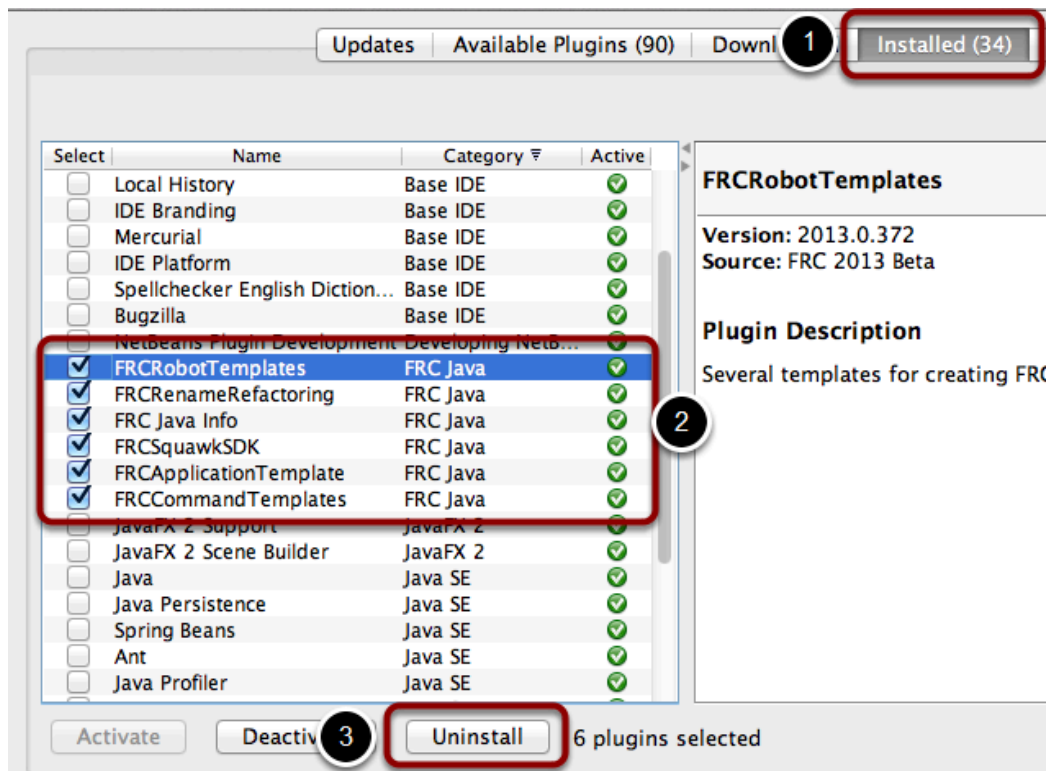 Updates Available Plugins (90) Downl 1 Installed (34)
Select Name Category Active
Local History Base IDE
IDE Branding Base IDE
Mercurial Base IDE
IDE Platform Base IDE
Spellchecker English Diction... Base IDE
Bugzilla Base IDE
NetBeans Plugin Development Developing NetB...
FRCRobotTemplates FRC Java
FRCRenameRefactoring FRC Java
FRC Java Info FRC Java
FRCSquawkSDK FRC Java
FRCApplicationTemplate FRC Java
FRCCommandTemplates FRC Java
2
JavaFX 2 Support JavaFX 2
JavaFX 2 Scene Builder JavaFX 2
Java Java SE
Java Persistence Java SE
Spring Beans Java SE
Ant Java SE
Java Profiler Java SE
FRCRobotTemplates
Version: 2013.0.372
Source: FRC 2013 Beta
Plugin Description
Several templates for creating FRC
Activate Deactiv 3 Uninstall 6 plugins selected